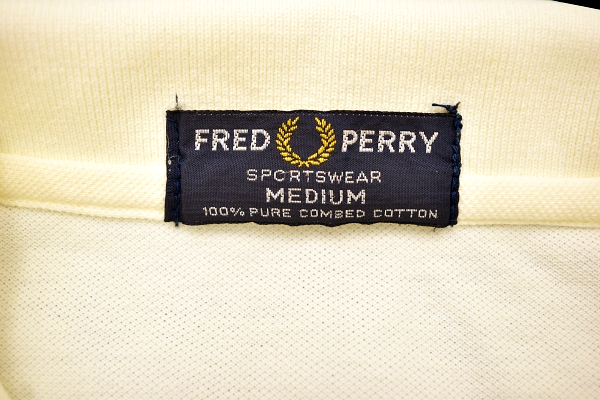 FRED PERRY
SPORTSWEAR
MEDIUM
100% PURE COMBED COTTON